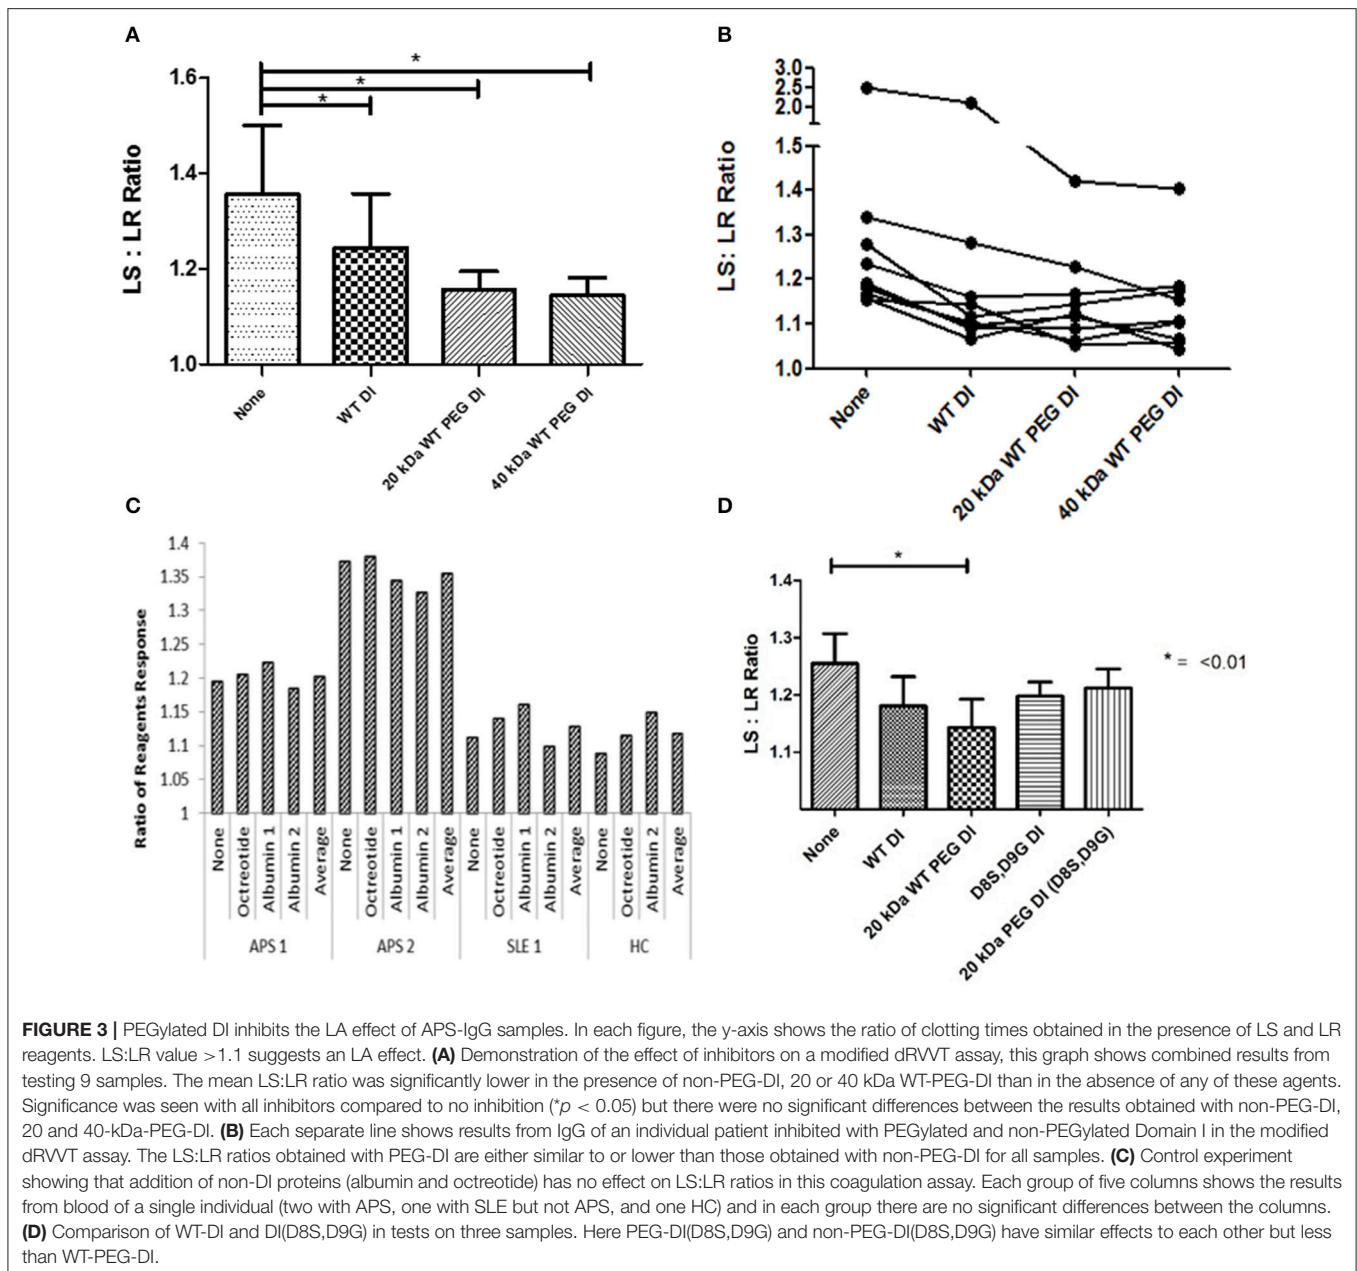 A
LS : LR Ratio
1.6
1.4
1.2
1.0
*
*
*
None
WT DI
20 kDa WT PEG DI
40 kDa WT PEG DI
B
LS: LR Ratio
3.0
2.5
2.0
1.5
1.4
1.3
1.2
1.1
1.0
None
WT DI
20 kDa WT PEG DI
40 kDa WT PEG DI
C
Ratio of Reagents Response
1.4
1.35
1.3
1.25
1.2
1.15
1.1
1.05
1
None
Octreotide
Albumin 1
Albumin 2
Average
None
Octreotide
Albumin 1
Albumin 2
Average
None
Octreotide
Albumin 1
Albumin 2
Average
None
Octreotide
Albumin 2
Average
APS 1
APS 2
SLE 1
HC
D
LS : LR Ratio
1.4
1.3
1.2
1.1
*
* = <0.01
None
WT DI
20 kDa WT PEG DI
D8S,D9G DI
20 kDa PEG DI (D8S,D9G)
FIGURE 3 | PEGylated DI inhibits the LA effect of APS-IgG samples. In each figure, the y-axis shows the ratio of clotting times obtained in the presence of LS and LR
reagents. LS:LR value >1.1 suggests an LA effect. (A) Demonstration of the effect of inhibitors on a modified dRVVT assay, this graph shows combined results from
testing 9 samples. The mean LS:LR ratio was significantly lower in the presence of non-PEG-DI, 20 or 40 kDa WT-PEG-DI than in the absence of any of these agents.
Significance was seen with all inhibitors compared to no inhibition (*p < 0.05) but there were no significant differences between the results obtained with non-PEG-DI,
20 and 40-kDa-PEG-DI. (B) Each separate line shows results from IgG of an individual patient inhibited with PEGylated and non-PEGylated Domain I in the modified
dRVVT assay. The LS:LR ratios obtained with PEG-DI are either similar to or lower than those obtained with non-PEG-DI for all samples. (C) Control experiment
showing that addition of non-DI proteins (albumin and octreotide) has no effect on LS:LR ratios in this coagulation assay. Each group of five columns shows the results
from blood of a single individual (two with APS, one with SLE but not APS, and one HC) and in each group there are no significant differences between the columns.
(D) Comparison of WT-DI and DI(D8S,D9G) in tests on three samples. Here PEG-DI(D8S,D9G) and non-PEG-DI(D8S,D9G) have similar effects to each other but less
than WT-PEG-DI.